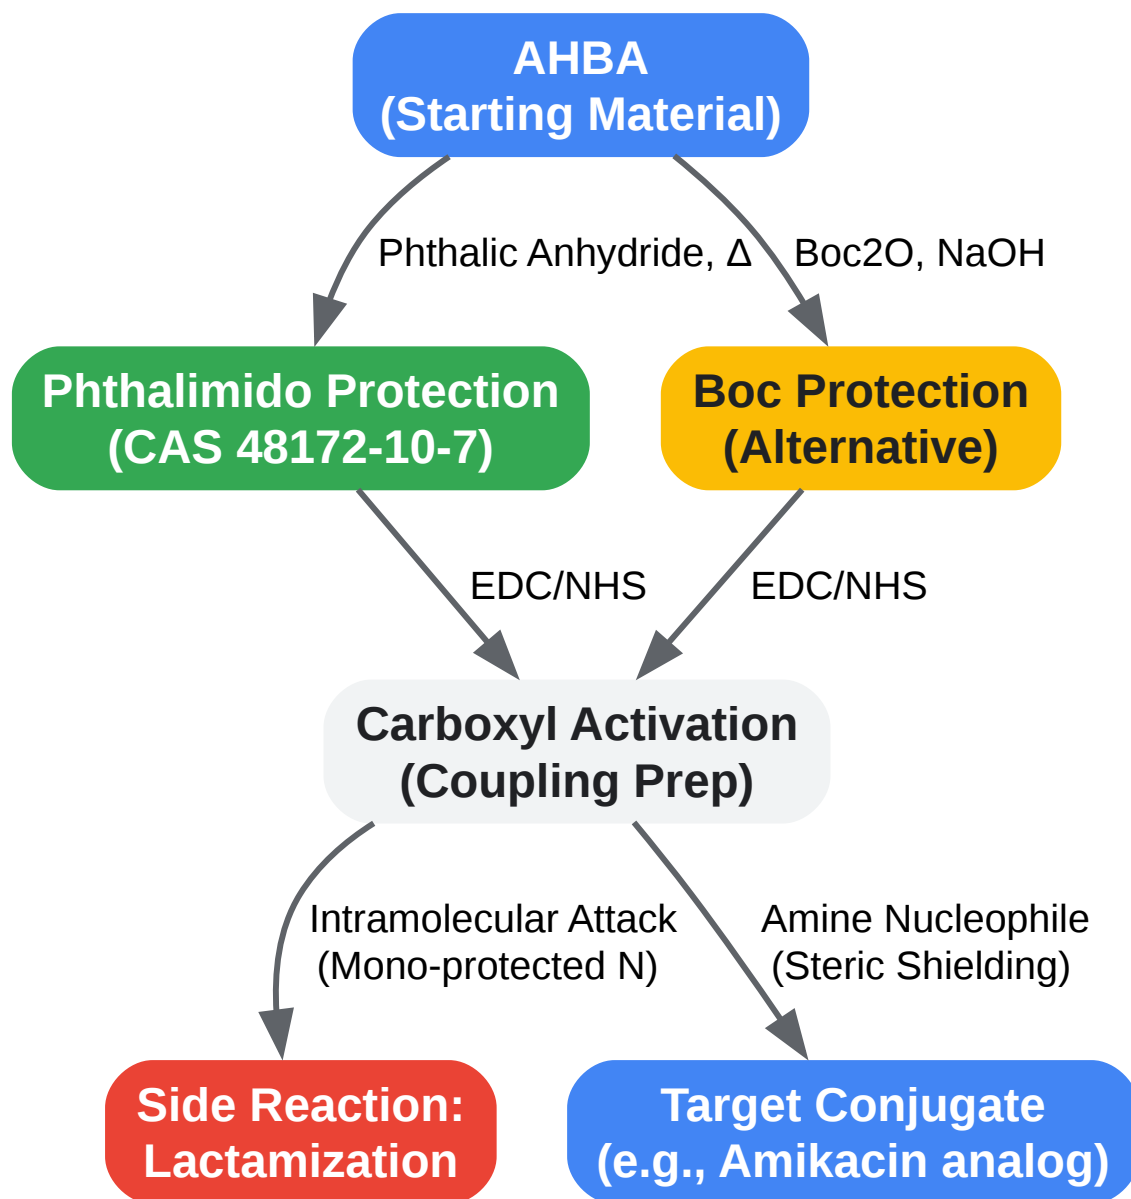 AHBA
(Starting Material)
Phthalic Anhydride, Δ
Boc2O, NaOH
Phthalimido Protection
(CAS 48172-10-7)
Boc Protection
(Alternative)
EDC/NHS
EDC/NHS
Carboxyl Activation
(Coupling Prep)
Intramolecular Attack
(Mono-protected N)
Amine Nucleophile
(Steric Shielding)
Side Reaction:
Lactamization
Target Conjugate
(e.g., Amikacin analog)